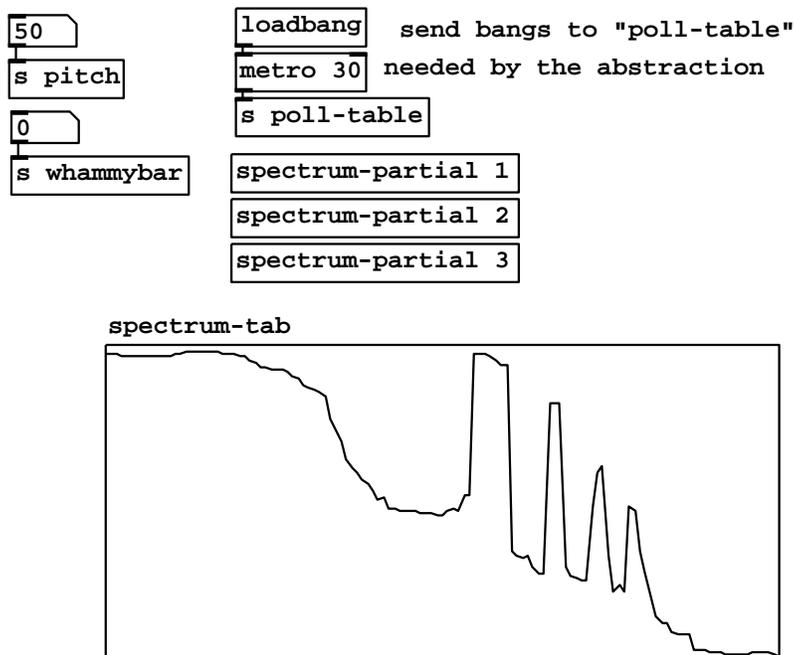 50
s pitch
0
s whammybar
loadbang
send bangs to "poll-table"
metro 30
needed by the abstraction
s poll-table
spectrum-partial 1
spectrum-partial 2
spectrum-partial 3
spectrum-tab